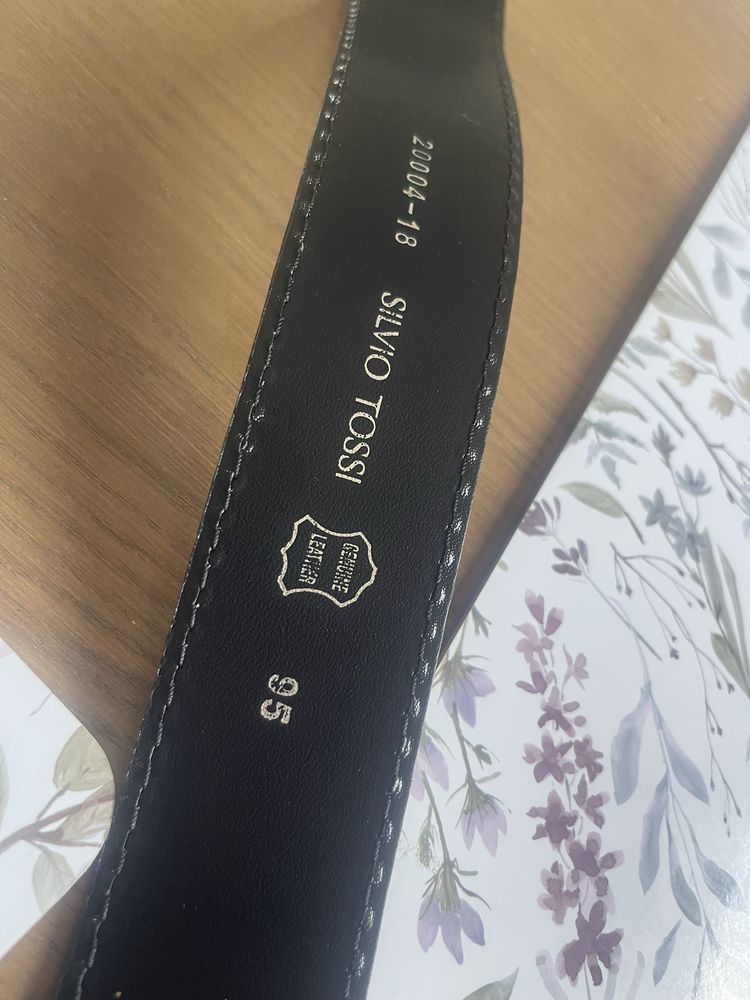 20004-18 SILVIO TOSSI
GENUINE
LEATHER
95